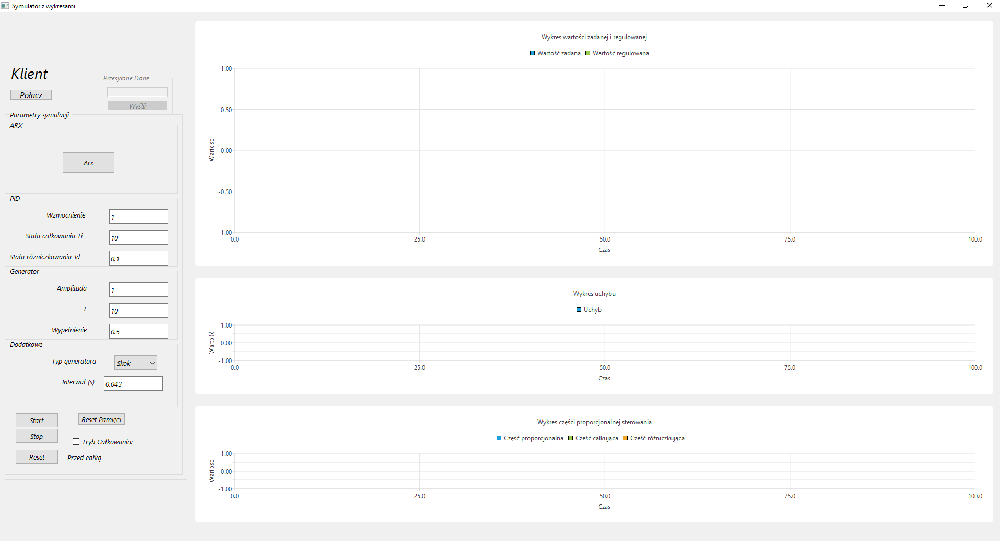 Symulator z wykresami
Klient
Przesyłane Dane
Połacz
Wyślij
Parametry symulacji
ARX
Arx
PID
Wzmocnienie 1
Stała całkowania Ti 10
Stała różniczkowania Td 0.1
Generator
Amplituda 1
T 10
Wypełnienie 0.5
Dodatkowe
Typ generatora Skok
Interwał (s) 0.043
Start Reset Pamięci
Stop
Tryb Całkowania:
Reset Przed całką
Wykres wartości zadanej i regulowanej
Wartość zadana Wartość regulowana
1.00
0.50
0.00
-0.50
-1.00
Wartość
0.0 25.0 50.0 75.0 100.0
Czas
Wykres uchybu
Uchyb
1.00
0.00
-1.00
Wartość
0.0 25.0 50.0 75.0 100.0
Czas
Wykres części proporcjonalnej sterowania
Część proporcjonalna Część całkująca Część różniczkująca
1.00
0.00
-1.00
Wartość
0.0 25.0 50.0 75.0 100.0
Czas